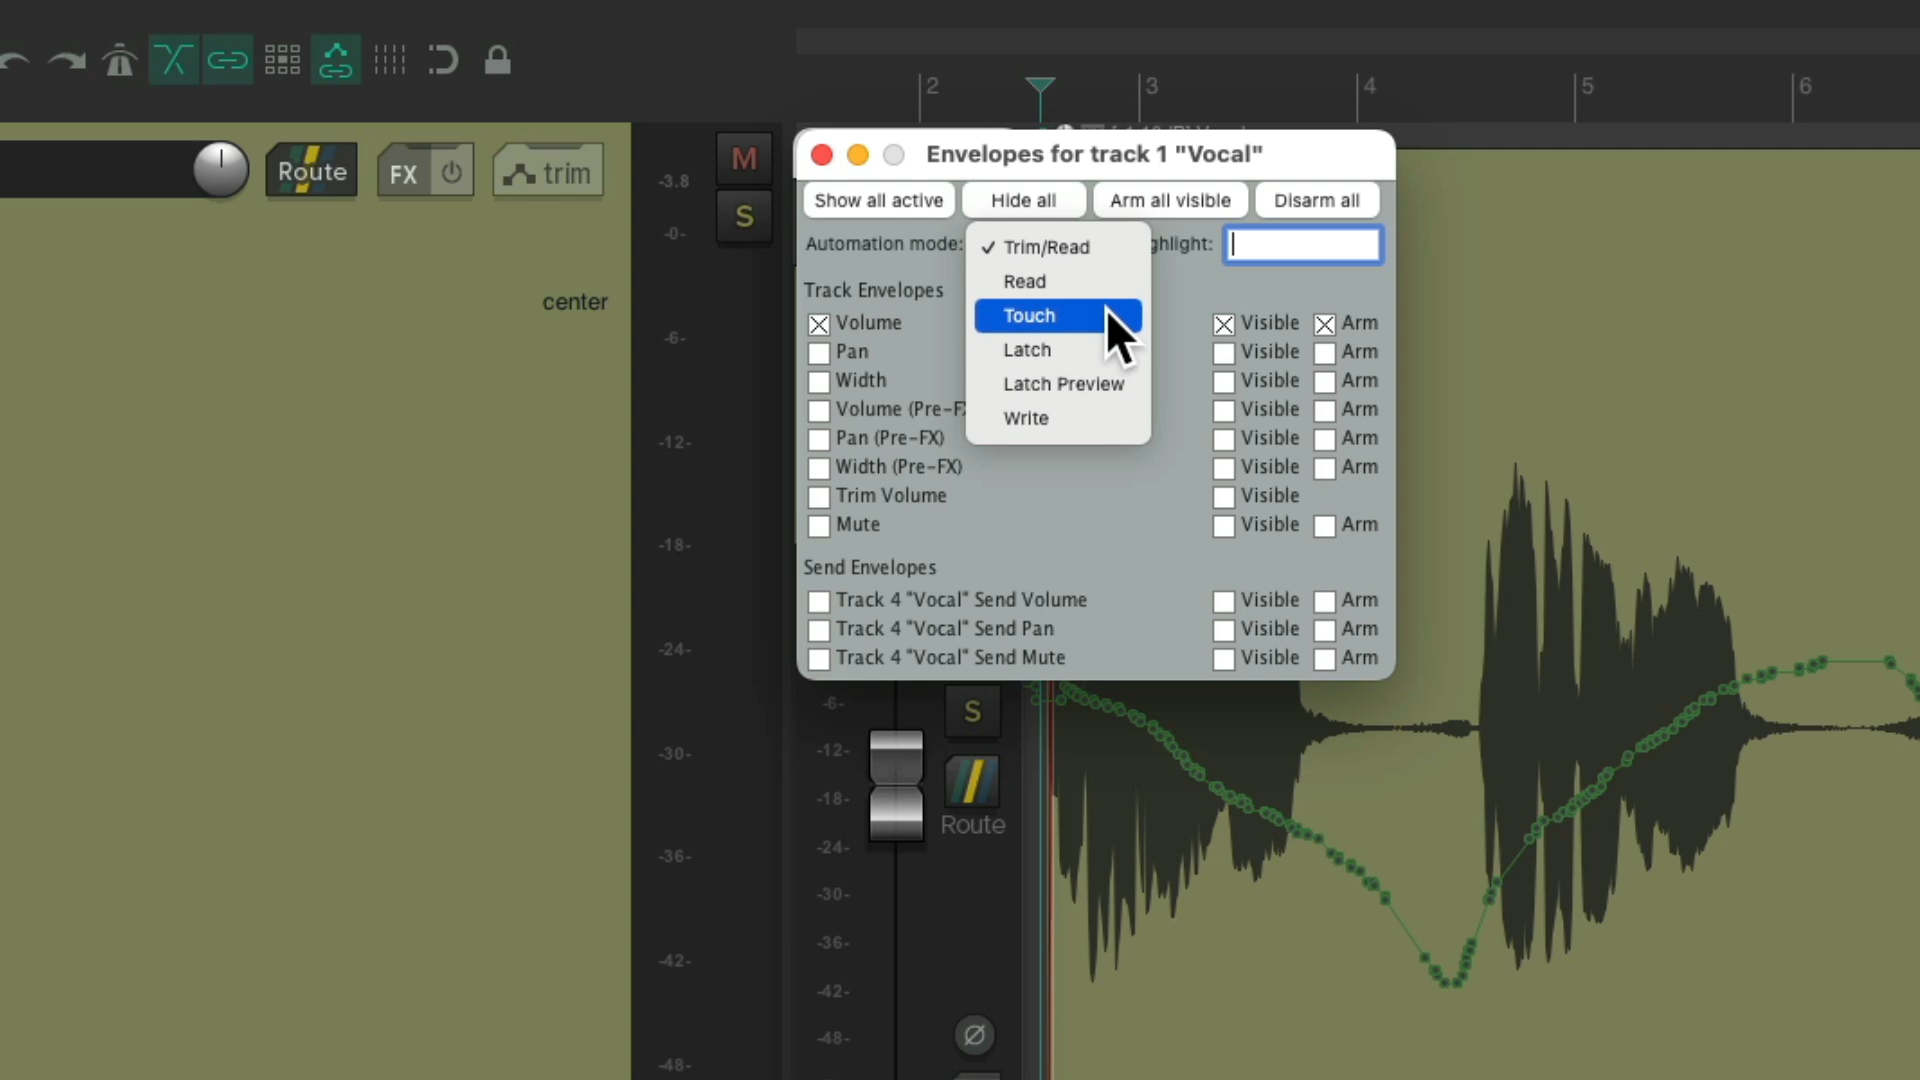 2 3 4 5 6
Route FX trim
M
S
center
-3.8
-0-
-6-
-12-
-18-
-24-
-30-
-36-
-42-
-48-
Envelopes for track 1 "Vocal"
Show all active Hide all Arm all visible Disarm all
Automation mode: ghlight:
✓ Trim/Read
Read
Touch
Latch
Latch Preview
Write
Track Envelopes
Volume Visible Arm
Pan Visible Arm
Width Visible Arm
Volume (Pre-F Visible Arm
Pan (Pre-FX) Visible Arm
Width (Pre-FX) Visible Arm
Trim Volume Visible
Mute Visible Arm
Send Envelopes
Track 4 "Vocal" Send Volume Visible Arm
Track 4 "Vocal" Send Pan Visible Arm
Track 4 "Vocal" Send Mute Visible Arm
-6-
-12-
-18-
-24-
-30-
-36-
-42-
-48-
S
Route